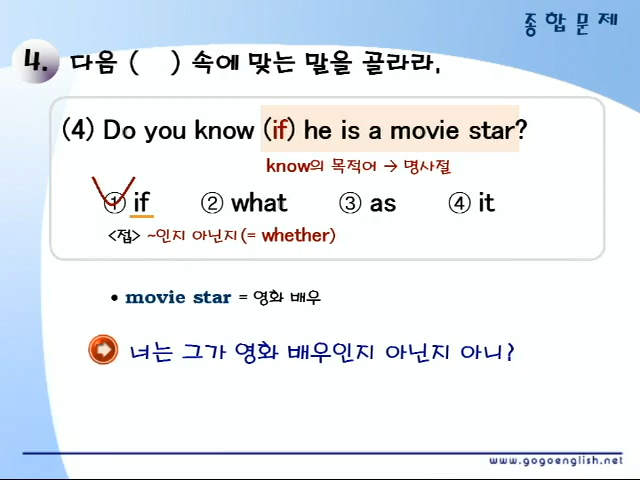 종합문제
4. 다음 ( ) 속에 맞는 말을 골라라.
(4) Do you know (if) he is a movie star?
know의 목적어 → 명사절
① if ② what ③ as ④ it
<접> ~인지 아닌지(= whether)
• movie star = 영화 배우
너는 그가 영화 배우인지 아닌지 아니?
www.gogoenglish.net